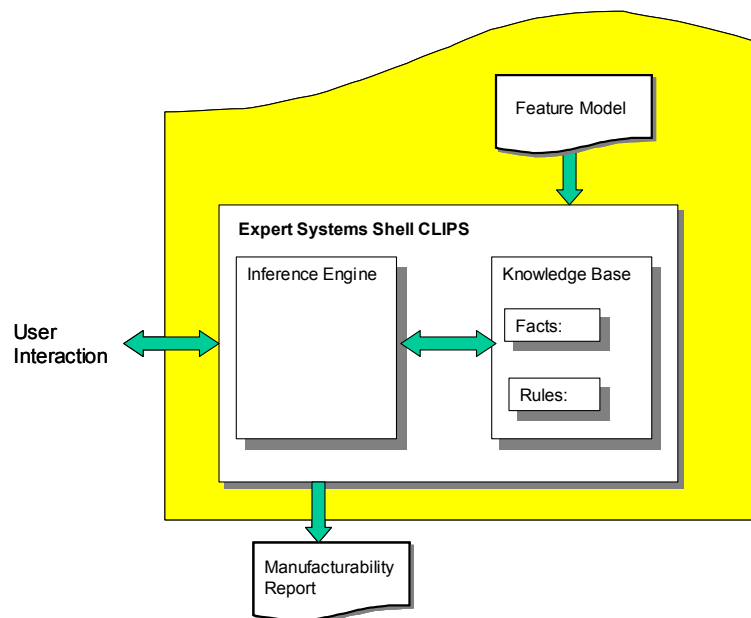 Feature Model
Expert Systems Shell CLIPS
Inference Engine
Knowledge Base
Facts:
Rules:
User
Interaction
Manufacturability
Report